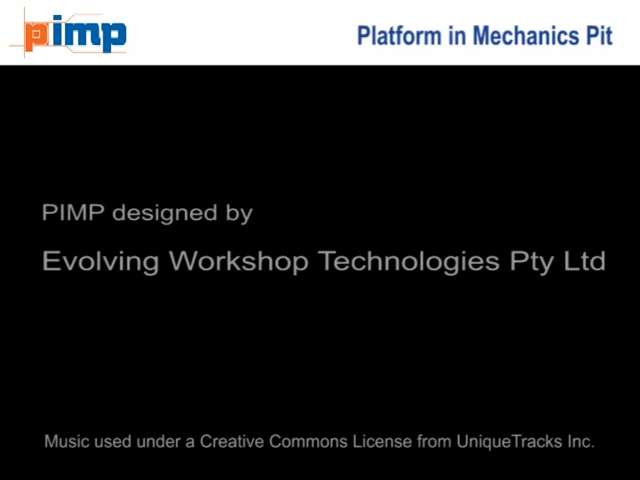 pimp
Platform in Mechanics Pit
PIMP designed by
Evolving Workshop Technologies Pty Ltd
Music used under a Creative Commons License from UniqueTracks Inc.